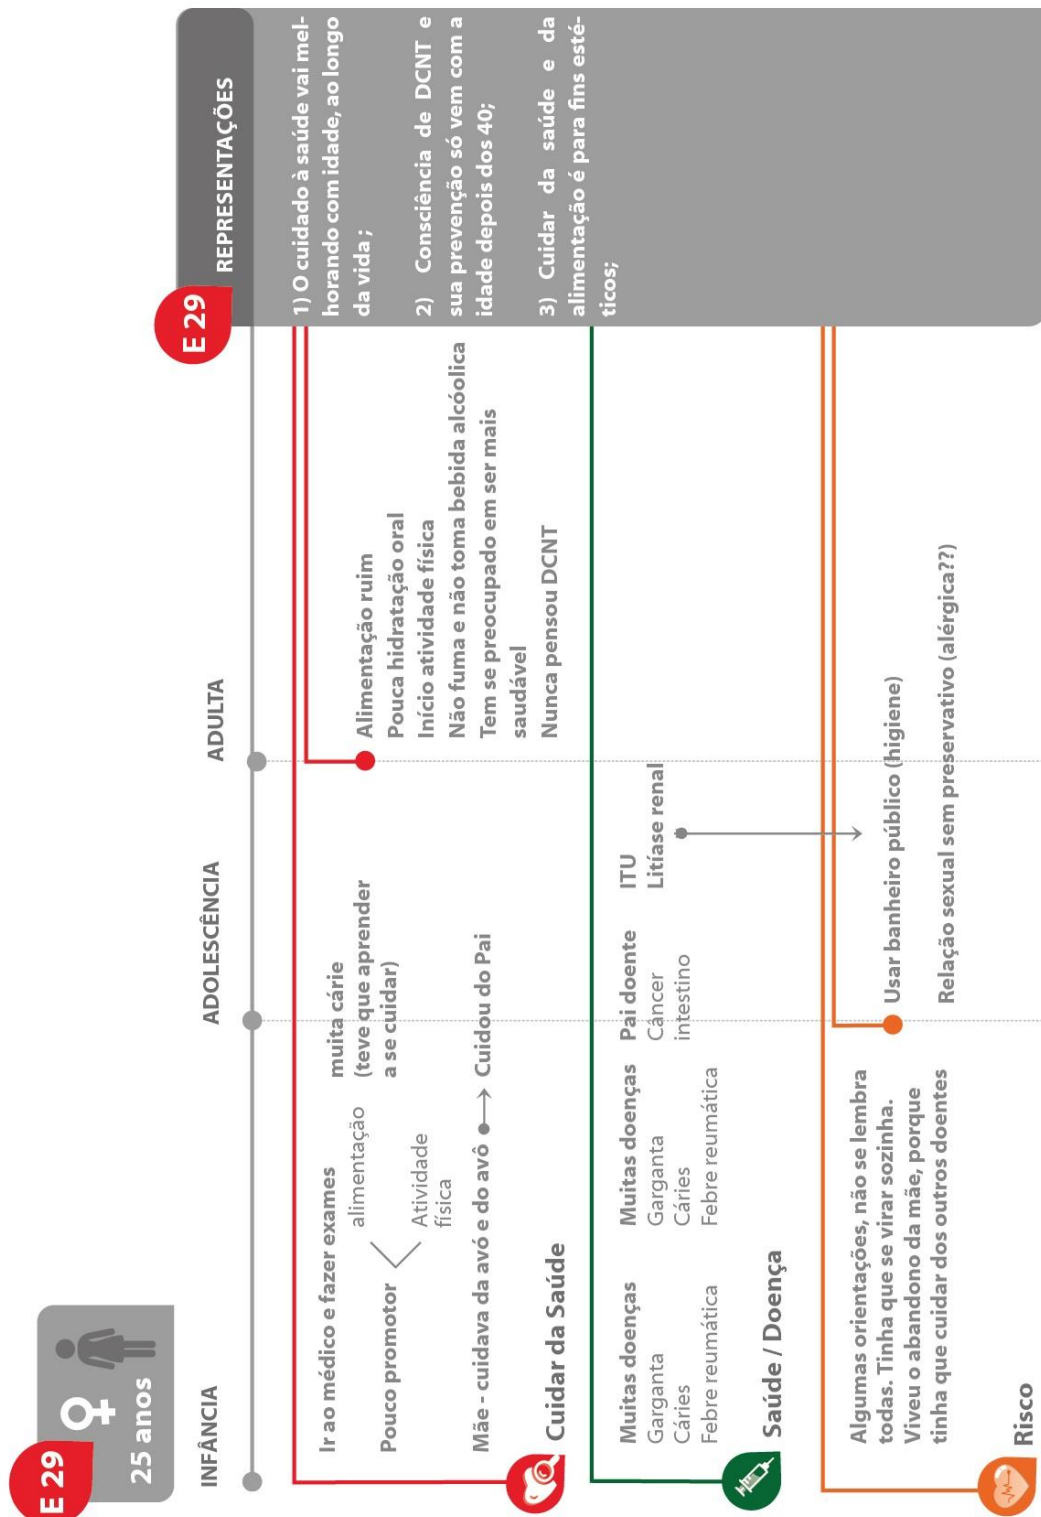 E 29
25 anos
INFÂNCIA
ADOLESCÊNCIA
ADULTA
E 29
REPRESENTAÇÕES
Ir ao médico e fazer exames
Pouco promotor
alimentação
Atividade
física
Mãe - cuidava da avó e do avô
Cuidou do Pai
muita cárie
(teve que aprender
a se cuidar)
Alimentação ruim
Pouca hidratação oral
Início atividade física
Não fuma e não toma bebida alcóolica
Tem se preocupado em ser mais
saudável
Nunca pensou DCNT
1) O cuidado à saúde vai mel-
horando com idade, ao longo
da vida ;
2) Consciência de DCNT e
sua prevenção só vem com a
idade depois dos 40;
3) Cuidar da saúde e da
alimentação é para fins esté-
ticos;
Cuidar da Saúde
Muitas doenças
Garganta
Cáries
Febre reumática
Muitas doenças
Garganta
Cáries
Febre reumática
Pai doente
Câncer
intestino
ITU
Litíase renal
Saúde / Doença
Algumas orientações, não se lembra
todas. Tinha que se virar sozinha.
Viveu o abandono da mãe, porque
tinha que cuidar dos outros doentes
Usar banheiro público (higiene)
Relação sexual sem preservativo (alérgica??)
Risco